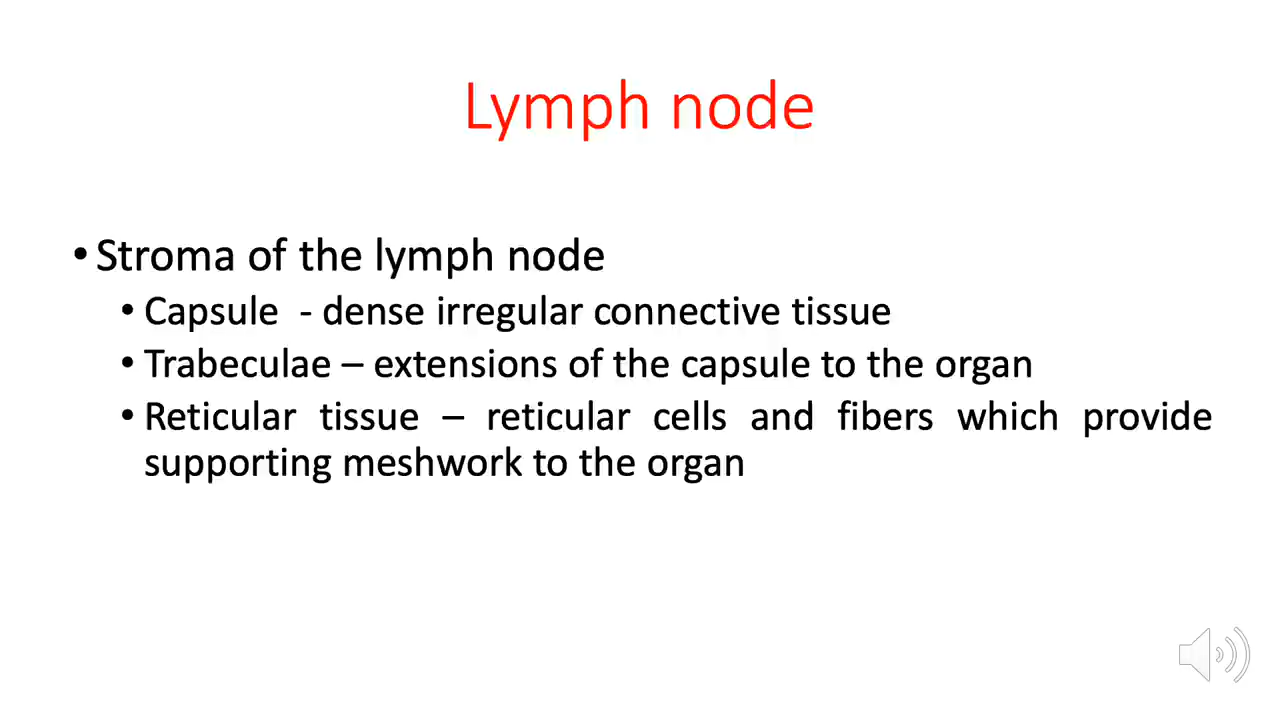 Lymph node
• Stroma of the lymph node
• Capsule - dense irregular connective tissue
• Trabeculae – extensions of the capsule to the organ
• Reticular tissue – reticular cells and fibers which provide
supporting meshwork to the organ